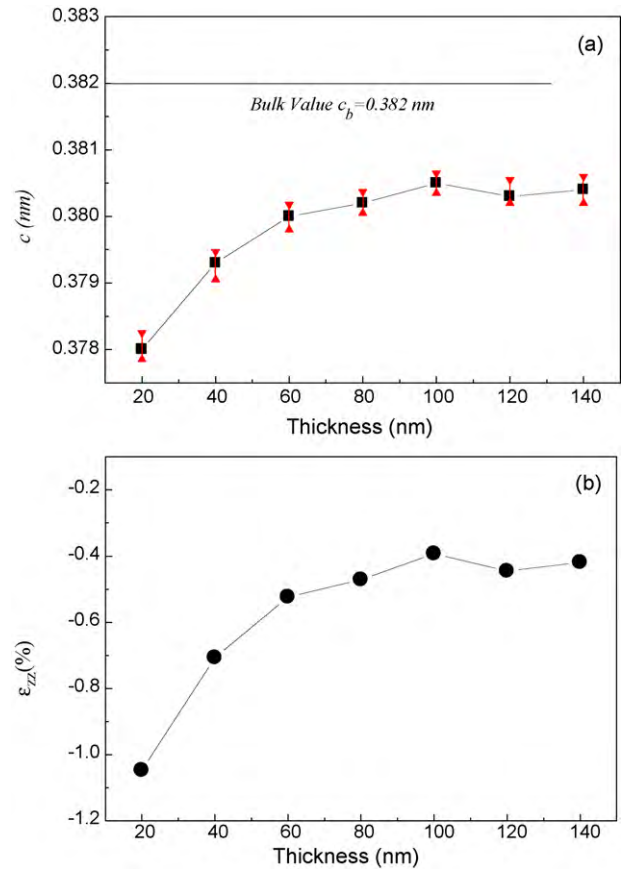 0.383
(a)
0.382
Bulk Value c_b=0.382 nm
0.381
0.380
0.379
0.378
c (nm)
20 40 60 80 100 120 140
Thickness (nm)
(b)
-0.2
-0.4
-0.6
-0.8
-1.0
-1.2
ε_zz(%)
20 40 60 80 100 120 140
Thickness (nm)